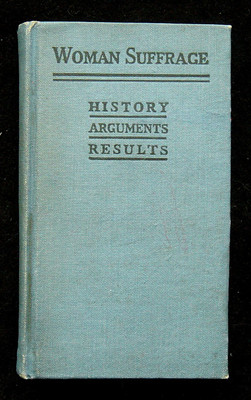 WOMAN SUFFRAGE
HISTORY
ARGUMENTS
RESULTS